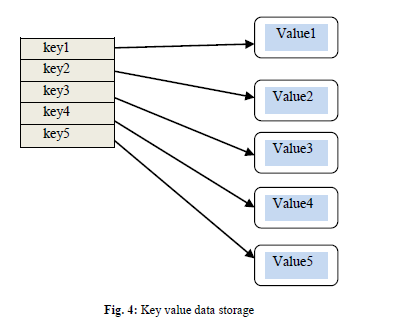 key1
key2
key3
key4
key5
Value1
Value2
Value3
Value4
Value5
Fig. 4: Key value data storage